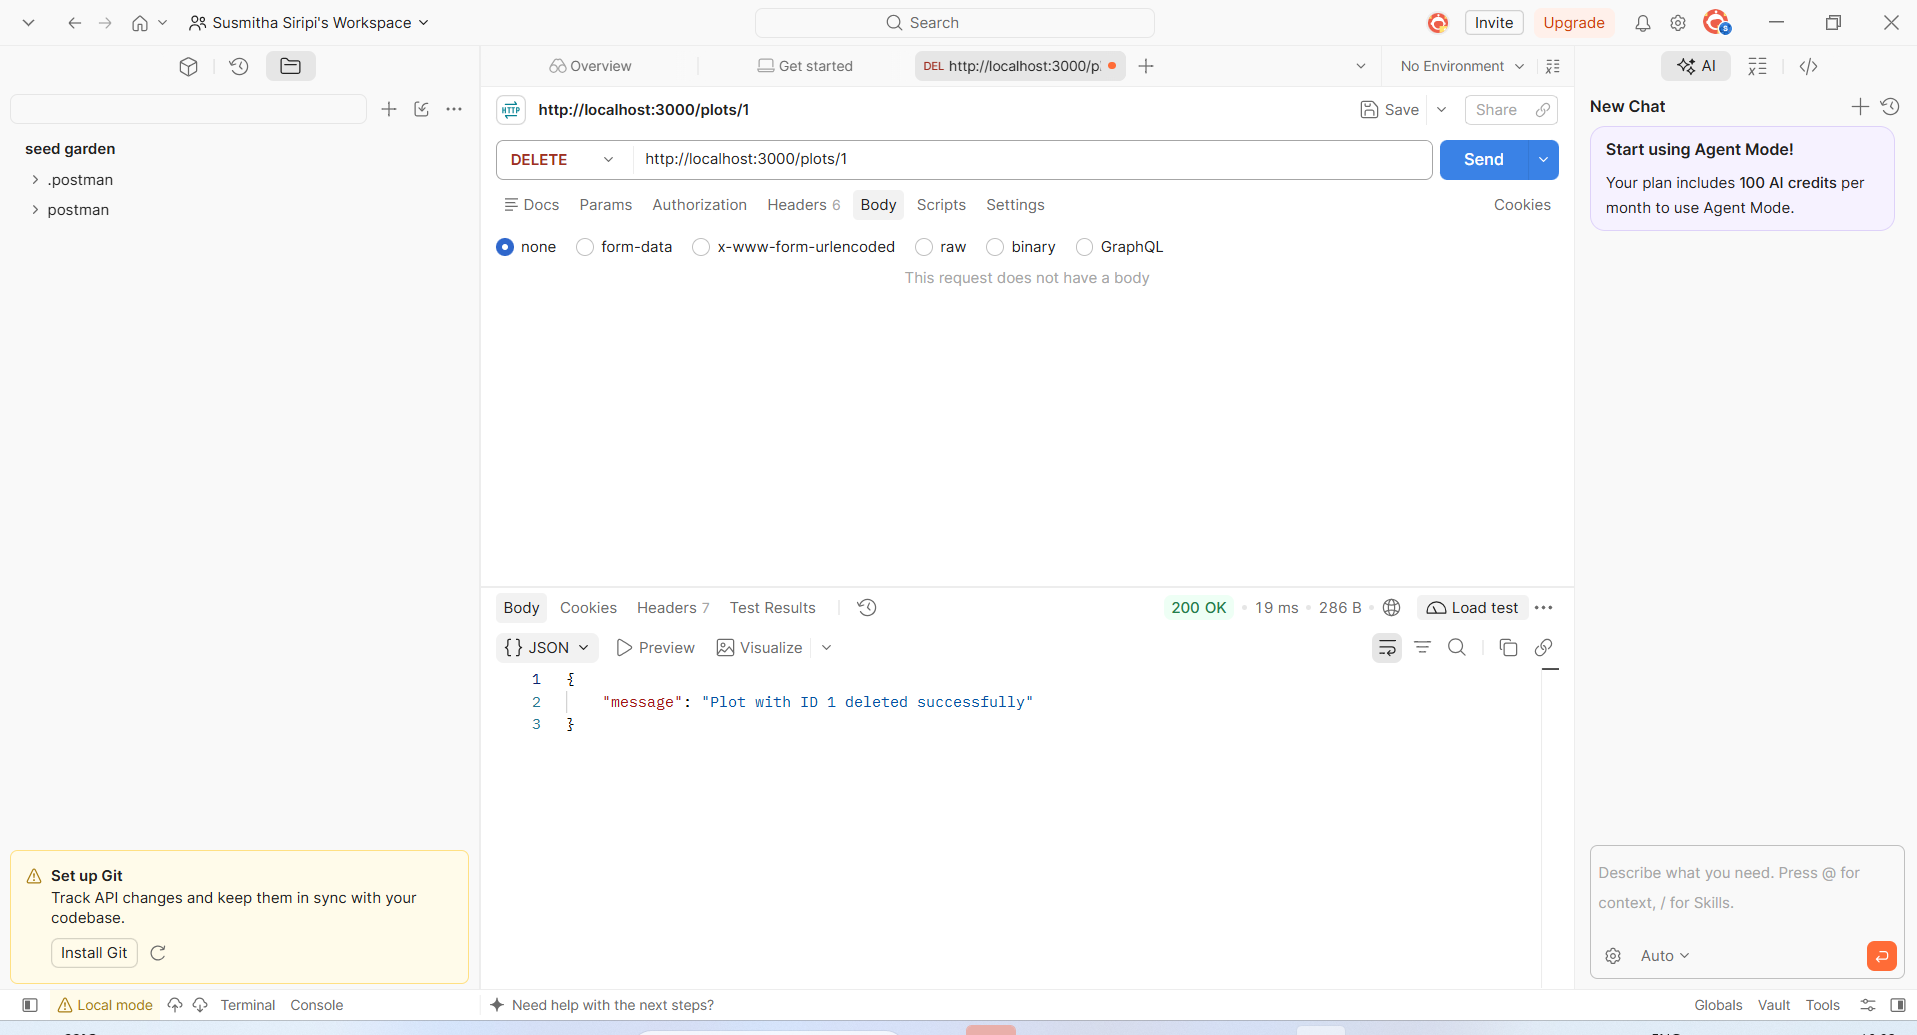 Susmitha Siripi's Workspace
Search
Invite
Upgrade
Overview
Get started
DEL http://localhost:3000/p
No Environment
AI
http://localhost:3000/plots/1
Save
Share
New Chat
seed garden
.postman
postman
DELETE
http://localhost:3000/plots/1
Send
Start using Agent Mode!
Your plan includes 100 AI credits per
month to use Agent Mode.
Docs
Params
Authorization
Headers 6
Body
Scripts
Settings
Cookies
none
form-data
x-www-form-urlencoded
raw
binary
GraphQL
This request does not have a body
Body
Cookies
Headers 7
Test Results
200 OK
19 ms
286 B
Load test
{} JSON
Preview
Visualize
1 {
2 "message": "Plot with ID 1 deleted successfully"
3 }
Set up Git
Track API changes and keep them in sync with your
codebase.
Install Git
Describe what you need. Press @ for
context, / for Skills.
Auto
Local mode
Terminal
Console
Need help with the next steps?
Globals
Vault
Tools